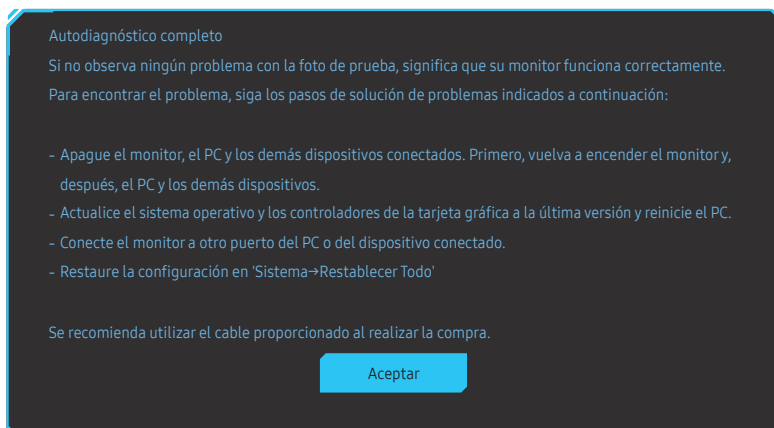 Autodiagnóstico completo
Si no observa ningún problema con la foto de prueba, significa que su monitor funciona correctamente.
Para encontrar el problema, siga los pasos de solución de problemas indicados a continuación:
- Apague el monitor, el PC y los demás dispositivos conectados. Primero, vuelva a encender el monitor y,
después, el PC y los demás dispositivos.
- Actualice el sistema operativo y los controladores de la tarjeta gráfica a la última versión y reinicie el PC.
- Conecte el monitor a otro puerto del PC o del dispositivo conectado.
- Restaure la configuración en 'Sistema→Restablecer Todo'
Se recomienda utilizar el cable proporcionado al realizar la compra.
Aceptar